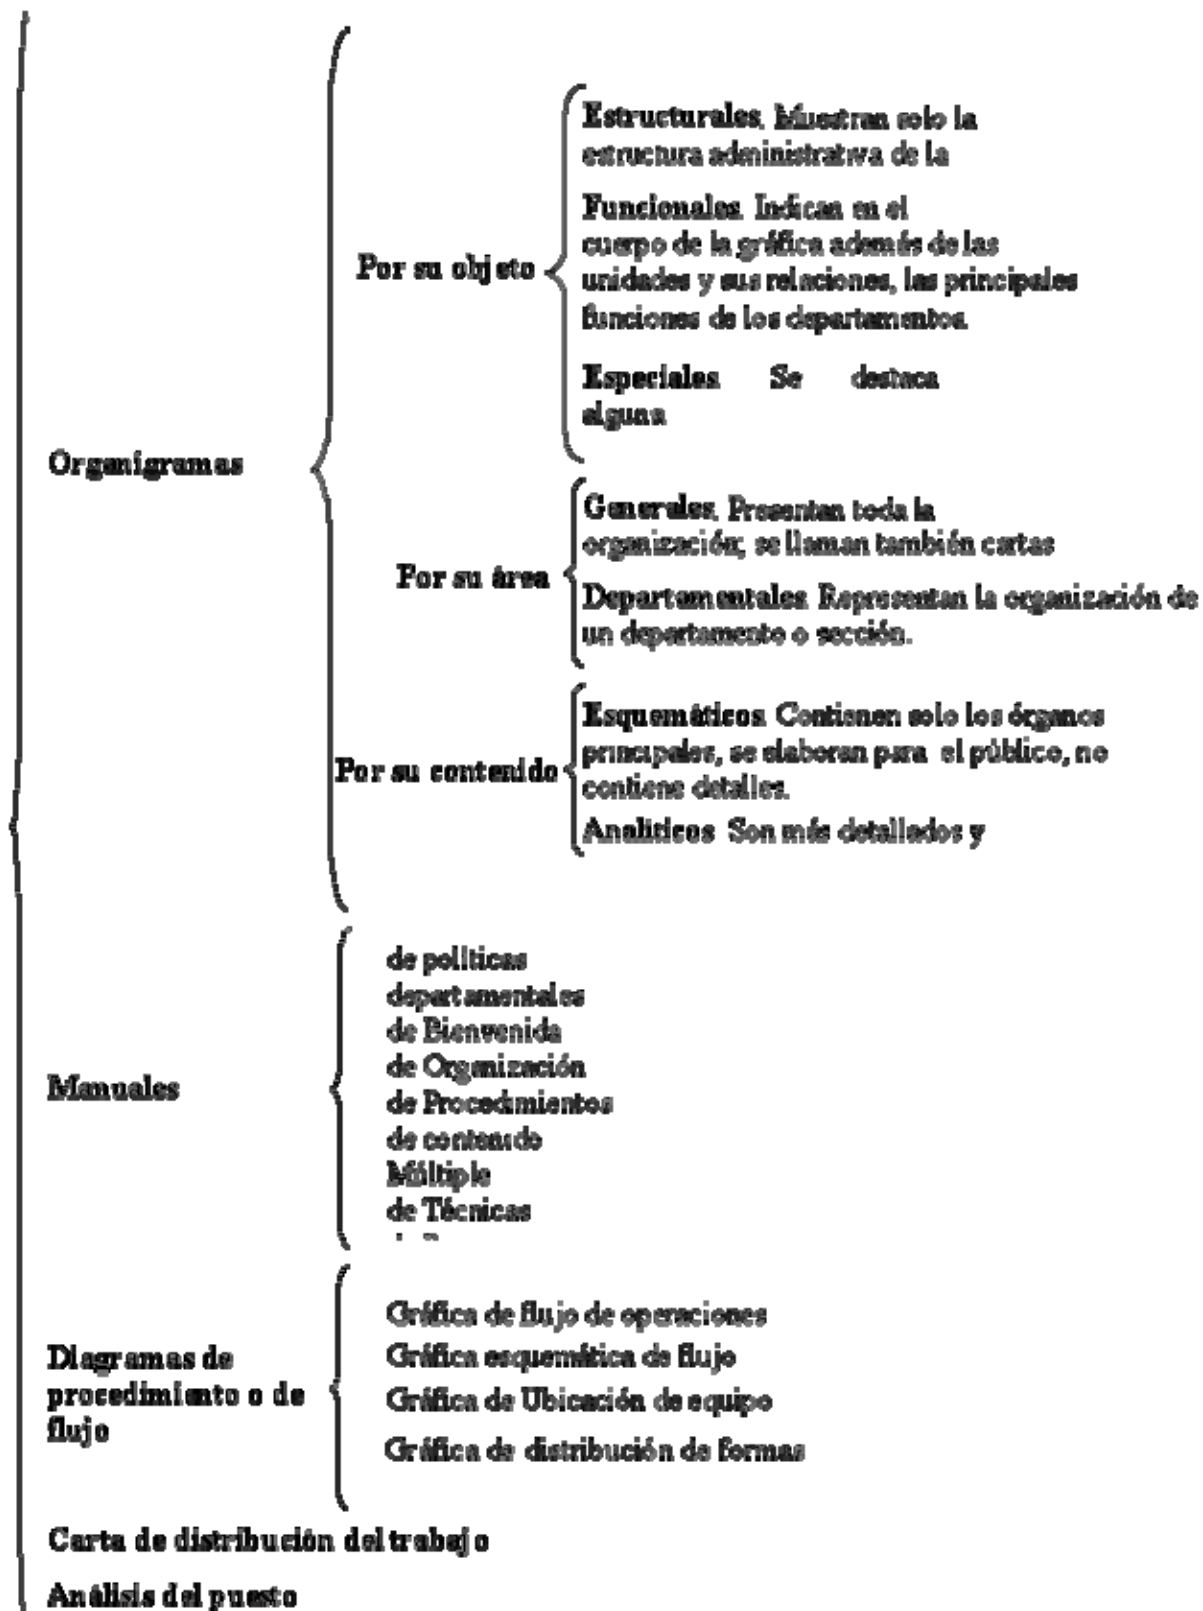 Estructurales. Muestran solo la
estructura administrativa de la
Funcionales. Indican en el
cuerpo de la gráfica además de las
unidades y sus relaciones, las principales
funciones de los departamentos.
Por su objeto
Especiales. Se destaca
alguna
Organigramas
Generales. Presentan toda la
organización; se llaman también cartas
Por su área
Departamentales. Representan la organización de
un departamento o sección.
Esquemáticos. Contienen solo los órganos
principales, se elaboran para el público, no
contiene detalles.
Por su contenido
Analíticos. Son más detallados y
Manuales
de políticas
departamentales
de Bienvenida
de Organización
de Procedimientos
de contenido
Múltiple
de Técnicas
Diagramas de
procedimiento o de
flujo
Gráfica de flujo de operaciones
Gráfica esquemática de flujo
Gráfica de Ubicación de equipo
Gráfica de distribución de formas
Carta de distribución del trabajo
Análisis del puesto